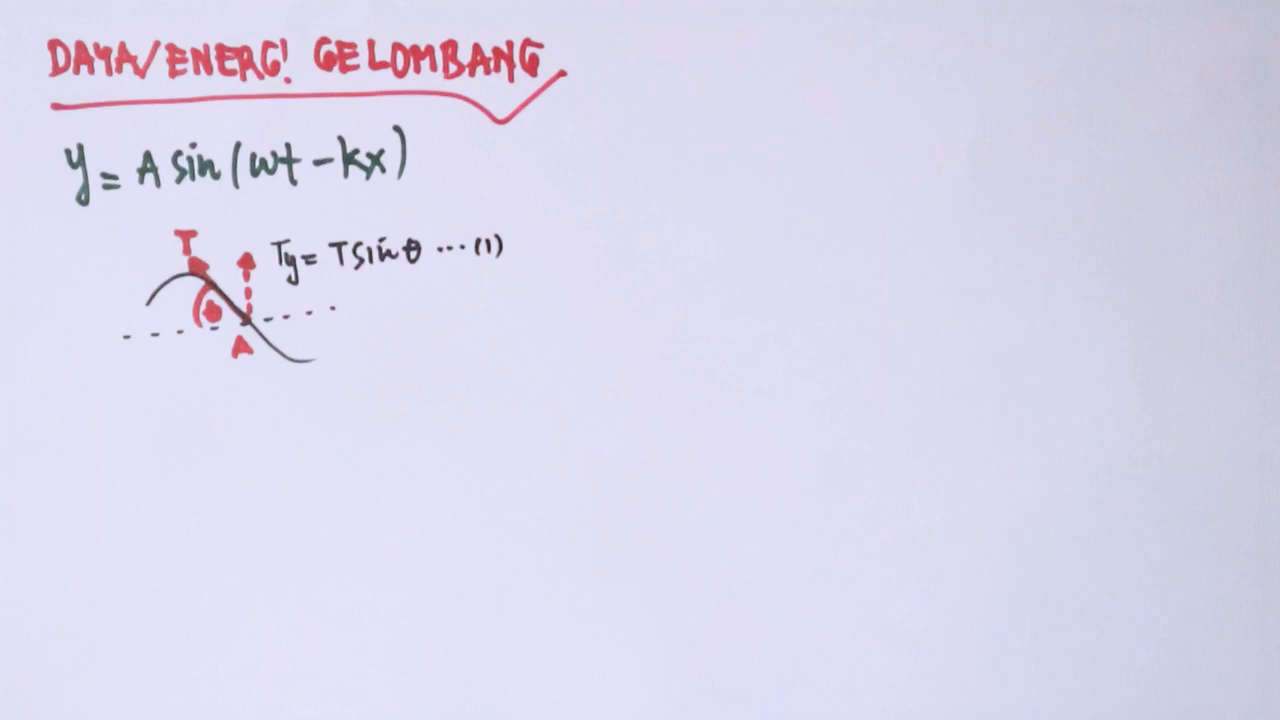 DAYA/ENERGI GELOMBANG
y = A sin (ωt - kx)
T
Ty = T sin θ ... (1)
θ
A